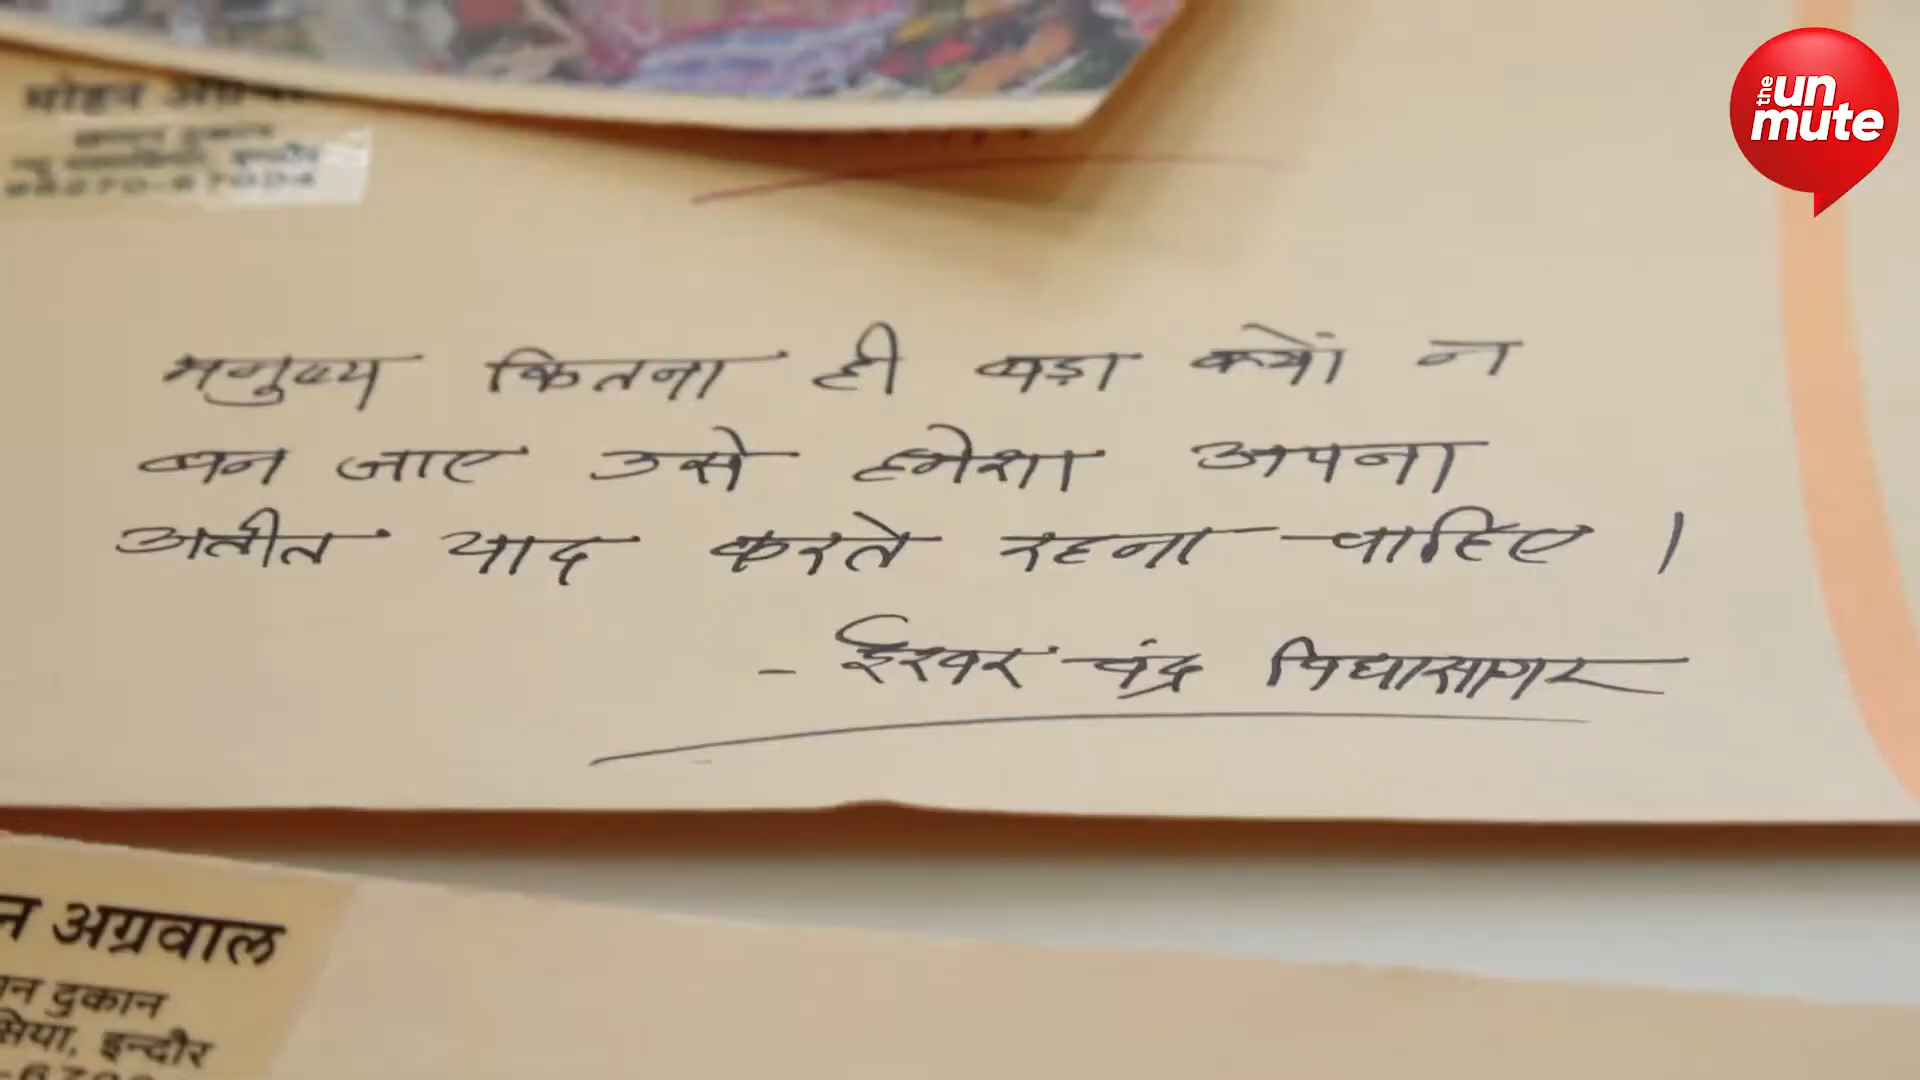 the un mute
मोहन
मनुष्य कितना ही बड़ा क्यों न
बन जाए उसे हमेशा अपना
अतीत याद करते रहना चाहिए ।
- ईश्वर चंद्र विद्यासागर
अग्रवाल
दुकान
इन्दौर